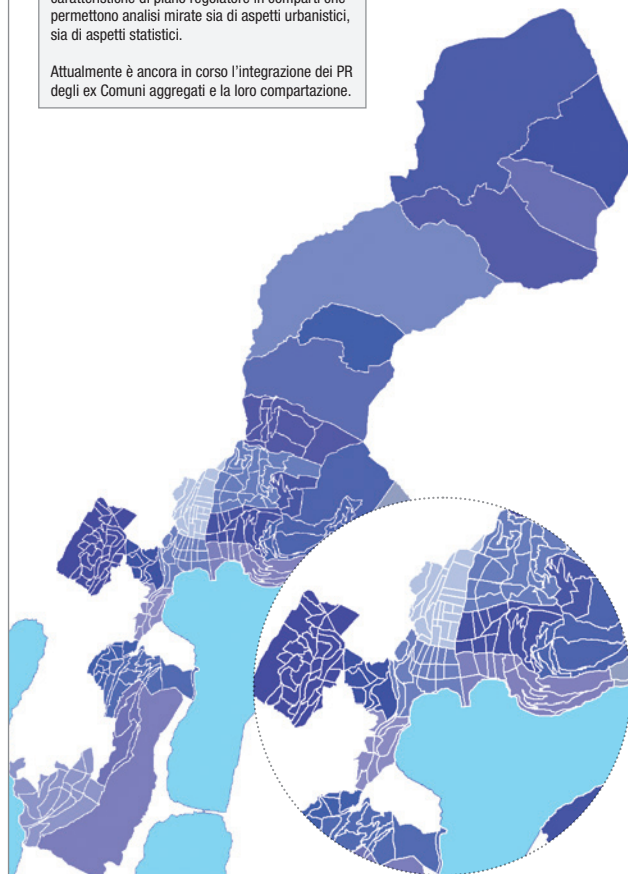 caratteristiche di piano regolatore in comparti che
permettono analisi mirate sia di aspetti urbanistici,
sia di aspetti statistici.
Attualmente è ancora in corso l'integrazione dei PR
degli ex Comuni aggregati e la loro compartazione.